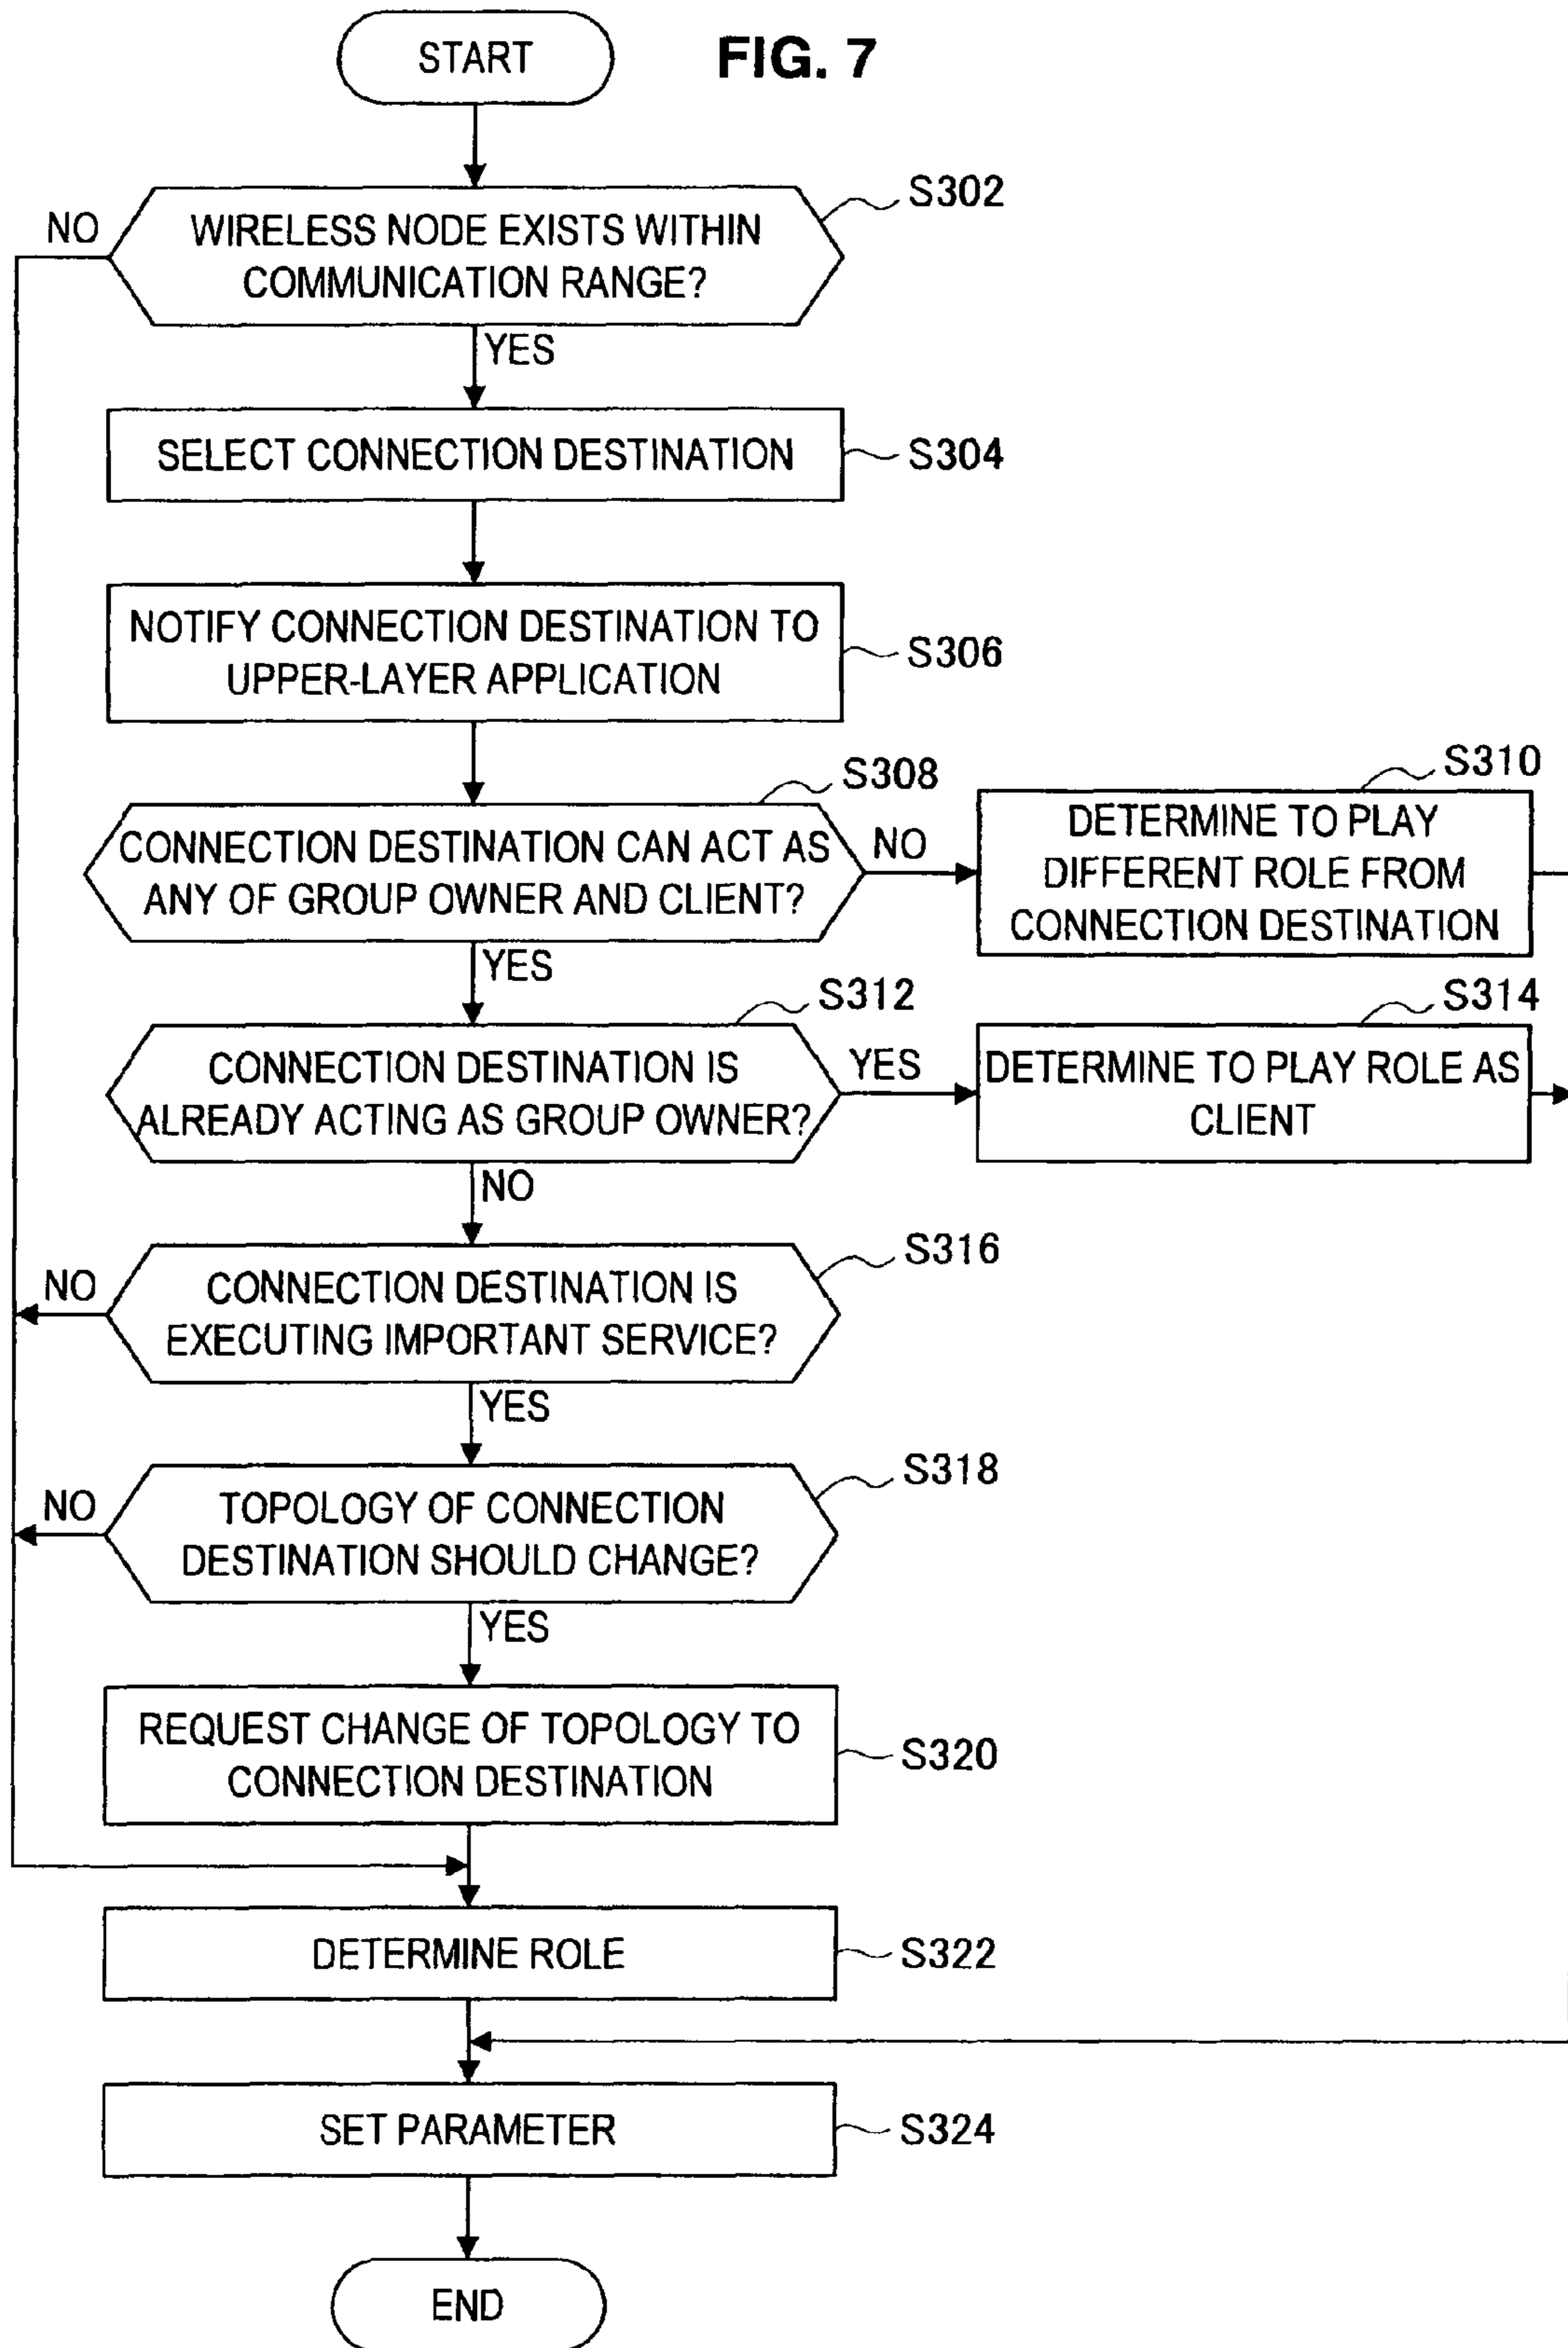 START
FIG. 7
S302
NO
WIRELESS NODE EXISTS WITHIN
COMMUNICATION RANGE?
YES
SELECT CONNECTION DESTINATION
S304
NOTIFY CONNECTION DESTINATION TO
UPPER-LAYER APPLICATION
S306
S308
CONNECTION DESTINATION CAN ACT AS
ANY OF GROUP OWNER AND CLIENT?
NO
S310
DETERMINE TO PLAY
DIFFERENT ROLE FROM
CONNECTION DESTINATION
YES
S312
CONNECTION DESTINATION IS
ALREADY ACTING AS GROUP OWNER?
YES
S314
DETERMINE TO PLAY ROLE AS
CLIENT
NO
S316
NO
CONNECTION DESTINATION IS
EXECUTING IMPORTANT SERVICE?
YES
S318
NO
TOPOLOGY OF CONNECTION
DESTINATION SHOULD CHANGE?
YES
REQUEST CHANGE OF TOPOLOGY TO
CONNECTION DESTINATION
S320
DETERMINE ROLE
S322
SET PARAMETER
S324
END